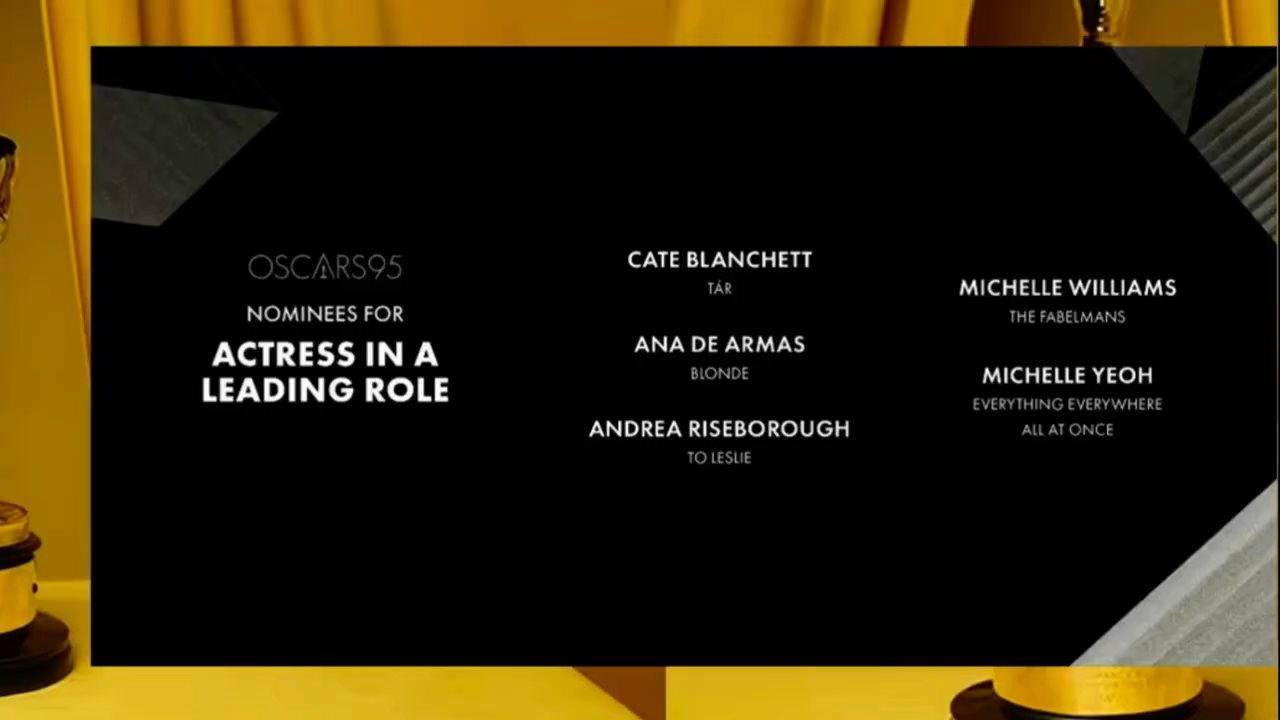 OSCARS95
NOMINEES FOR
ACTRESS IN A
LEADING ROLE
CATE BLANCHETT
TÁR
ANA DE ARMAS
BLONDE
ANDREA RISEBOROUGH
TO LESLIE
MICHELLE WILLIAMS
THE FABELMANS
MICHELLE YEOH
EVERYTHING EVERYWHERE
ALL AT ONCE